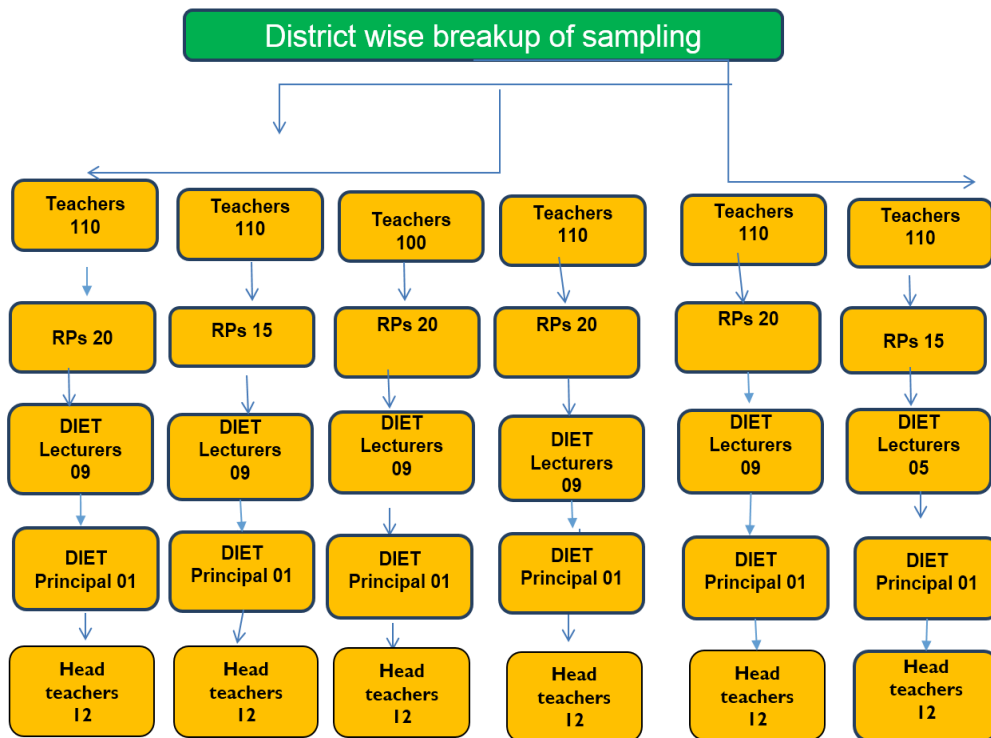 District wise breakup of sampling
Teachers
110
Teachers
110
Teachers
100
Teachers
110
Teachers
110
Teachers
110
RPs 20
RPs 15
RPs 20
RPs 20
RPs 20
RPs 15
DIET
Lecturers
09
DIET
Lecturers
09
DIET
Lecturers
09
DIET
Lecturers
09
DIET
Lecturers
09
DIET
Lecturers
05
DIET
Principal 01
DIET
Principal 01
DIET
Principal 01
DIET
Principal 01
DIET
Principal 01
DIET
Principal 01
Head
teachers
12
Head
teachers
12
Head
teachers
12
Head
teachers
12
Head
teachers
12
Head
teachers
12